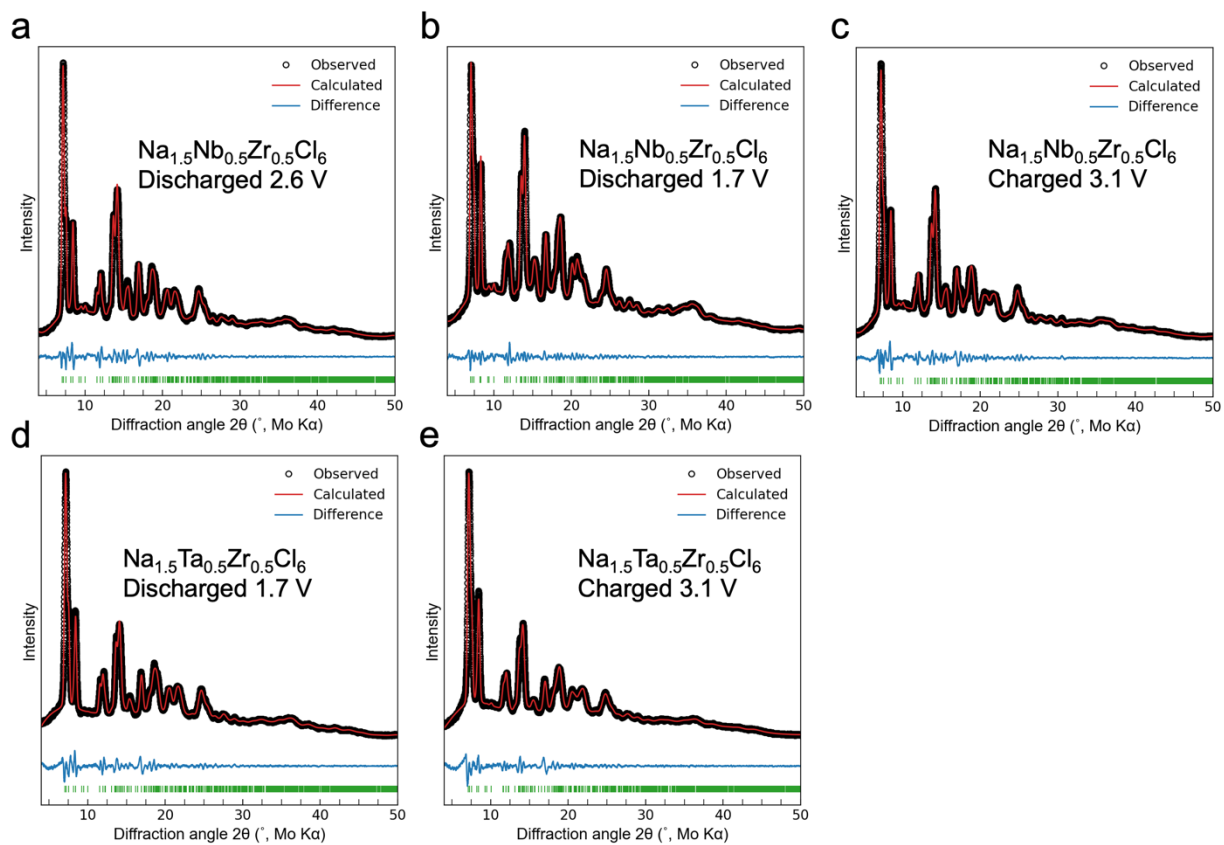 a
Observed
Calculated
Difference
Na1.5Nb0.5Zr0.5Cl6
Discharged 2.6 V
Intensity
10 20 30 40 50
Diffraction angle 2θ (°, Mo Kα)
b
Observed
Calculated
Difference
Na1.5Nb0.5Zr0.5Cl6
Discharged 1.7 V
Intensity
10 20 30 40 50
Diffraction angle 2θ (°, Mo Kα)
c
Observed
Calculated
Difference
Na1.5Nb0.5Zr0.5Cl6
Charged 3.1 V
Intensity
10 20 30 40 50
Diffraction angle 2θ (°, Mo Kα)
d
Observed
Calculated
Difference
Na1.5Ta0.5Zr0.5Cl6
Discharged 1.7 V
Intensity
10 20 30 40 50
Diffraction angle 2θ (°, Mo Kα)
e
Observed
Calculated
Difference
Na1.5Ta0.5Zr0.5Cl6
Charged 3.1 V
Intensity
10 20 30 40 50
Diffraction angle 2θ (°, Mo Kα)